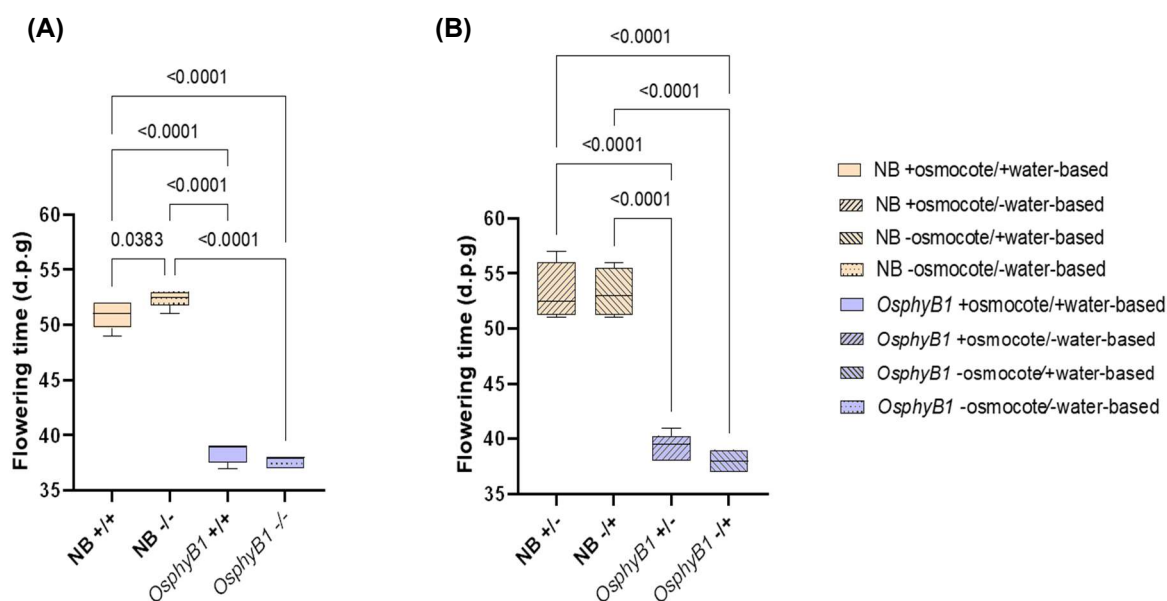 (A)
<0.0001
<0.0001
<0.0001
0.0383
<0.0001
Flowering time (d.p.g)
60
55
50
45
40
35
NB +/+
NB -/-
OsphyB1 +/+
OsphyB1 -/-
(B)
<0.0001
<0.0001
<0.0001
<0.0001
Flowering time (d.p.g)
60
55
50
45
40
35
NB +/-
NB -/+
OsphyB1 +/-
OsphyB1 -/+
NB +osmocote/+water-based
NB +osmocote/-water-based
NB -osmocote/+water-based
NB -osmocote/-water-based
OsphyB1 +osmocote/+water-based
OsphyB1 +osmocote/-water-based
OsphyB1 -osmocote/+water-based
OsphyB1 -osmocote/-water-based